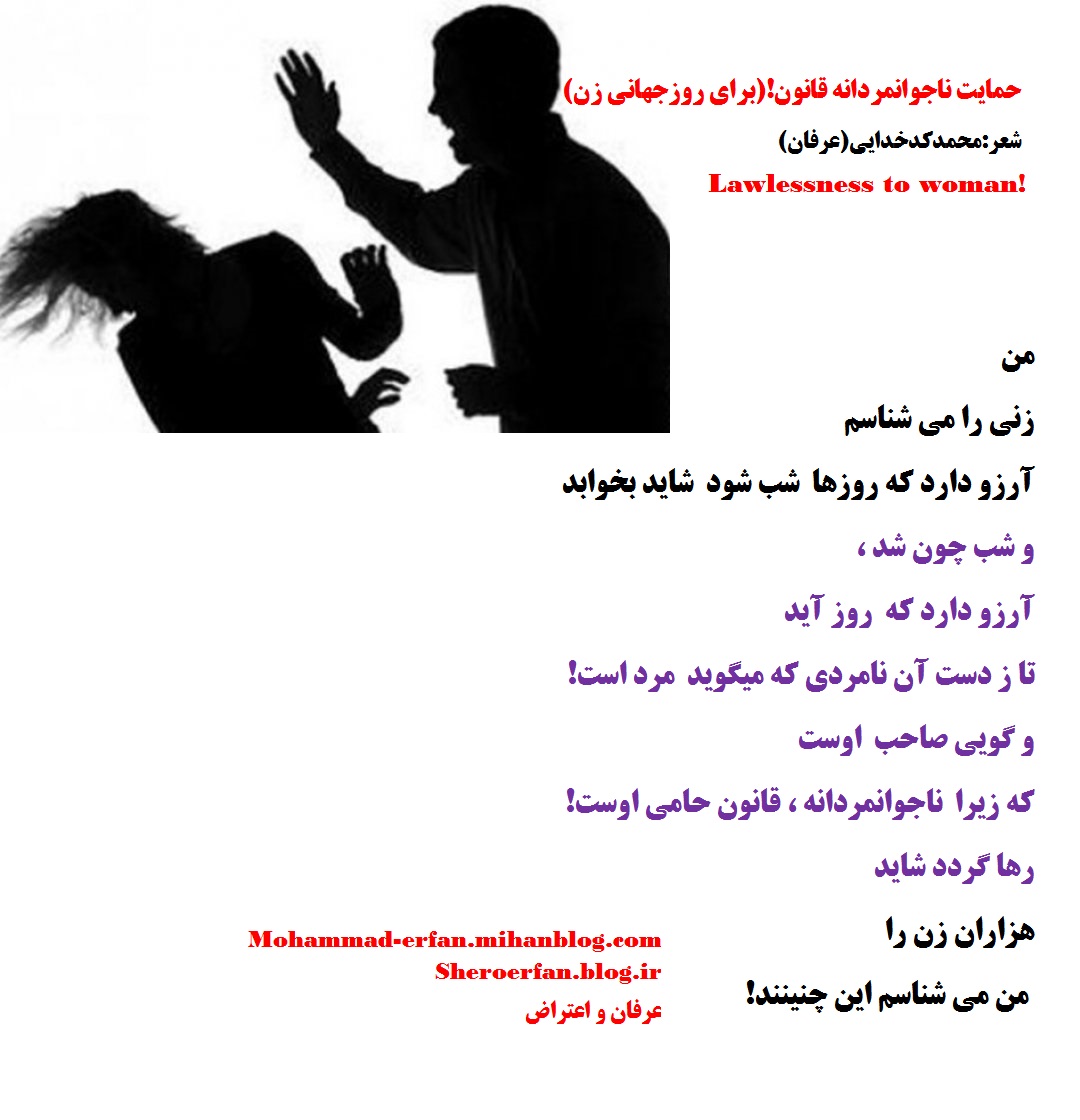 حمایت ناجوانمردانه قانون!(برای روزجهانی زن)
شعر:محمدکدخدایی(عرفان)
Lawlessness to woman!
من
زنی را می شناسم
آرزو دارد که روزها شب شود شاید بخوابد
و شب چون شد ،
آرزو دارد که روز آید
تا ز دست آن نامردی که میگوید مرد است!
و گویی صاحب اوست
که زیرا ناجوانمردانه ، قانون حامی اوست!
رها گردد شاید
هزاران زن را
من می شناسم این چنینند!
Mohammad-erfan.mihanblog.com
Sheroerfan.blog.ir
عرفان و اعتراض